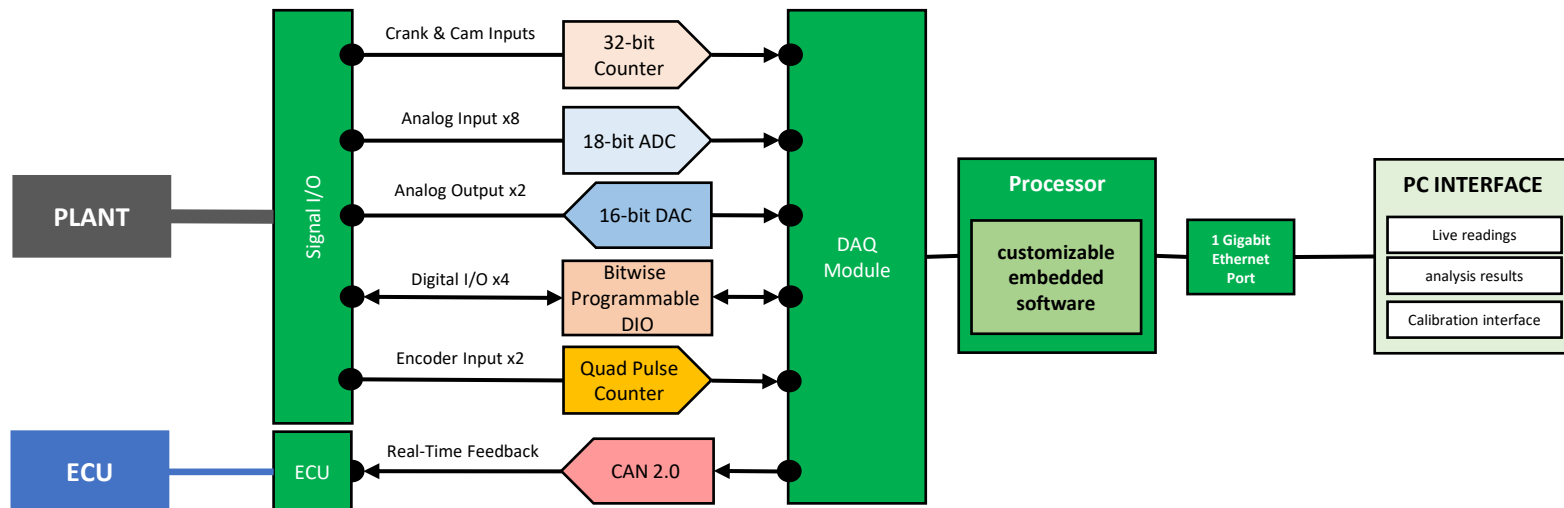 Crank & Cam Inputs
32-bit
Counter
Analog Input x8
18-bit ADC
Analog Output x2
16-bit DAC
Digital I/O x4
Bitwise
Programmable
DIO
Encoder Input x2
Quad Pulse
Counter
Real-Time Feedback
CAN 2.0
PLANT
Signal I/O
ECU
ECU
DAQ
Module
Processor
customizable
embedded
software
1 Gigabit
Ethernet
Port
PC INTERFACE
Live readings
analysis results
Calibration interface